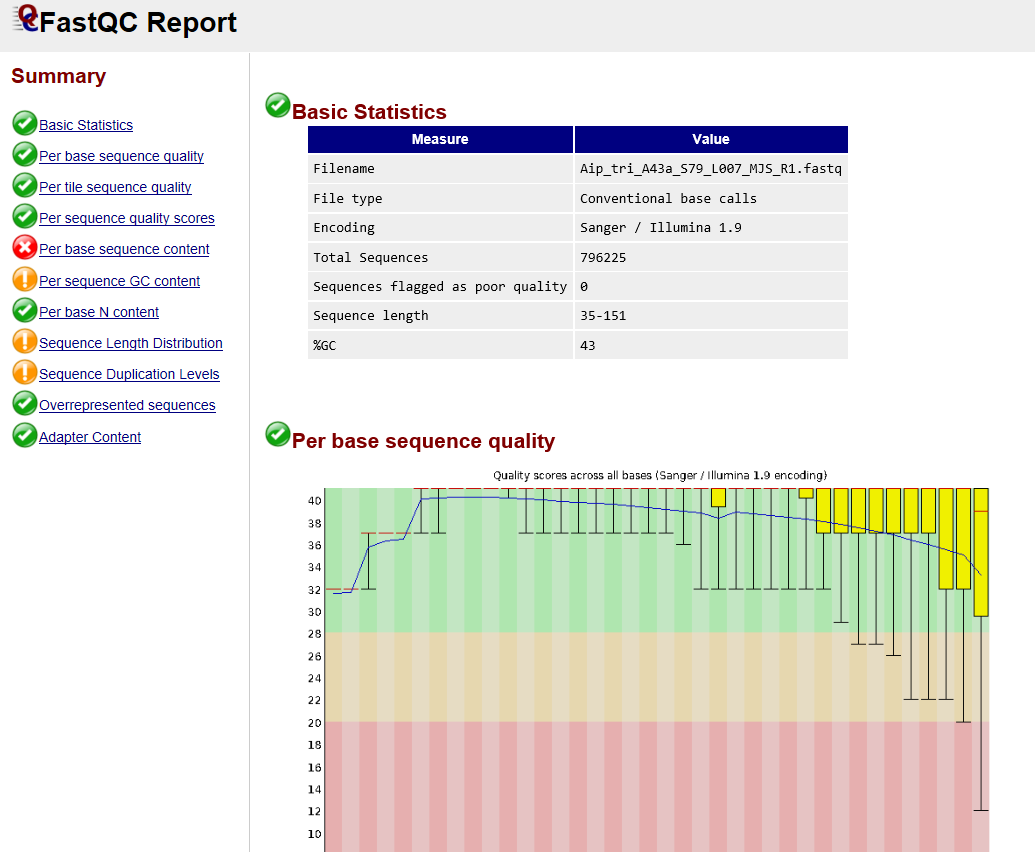 FastQC Report
Summary
Basic Statistics
Per base sequence quality
Per tile sequence quality
Per sequence quality scores
Per base sequence content
Per sequence GC content
Per base N content
Sequence Length Distribution
Sequence Duplication Levels
Overrepresented sequences
Adapter Content
Basic Statistics
Measure Value
Filename Aip_tri_A43a_S79_L007_MJS_R1.fastq
File type Conventional base calls
Encoding Sanger / Illumina 1.9
Total Sequences 796225
Sequences flagged as poor quality 0
Sequence length 35-151
%GC 43
Per base sequence quality
Quality scores across all bases (Sanger / Illumina 1.9 encoding)
40
38
36
34
32
30
28
26
24
22
20
18
16
14
12
10